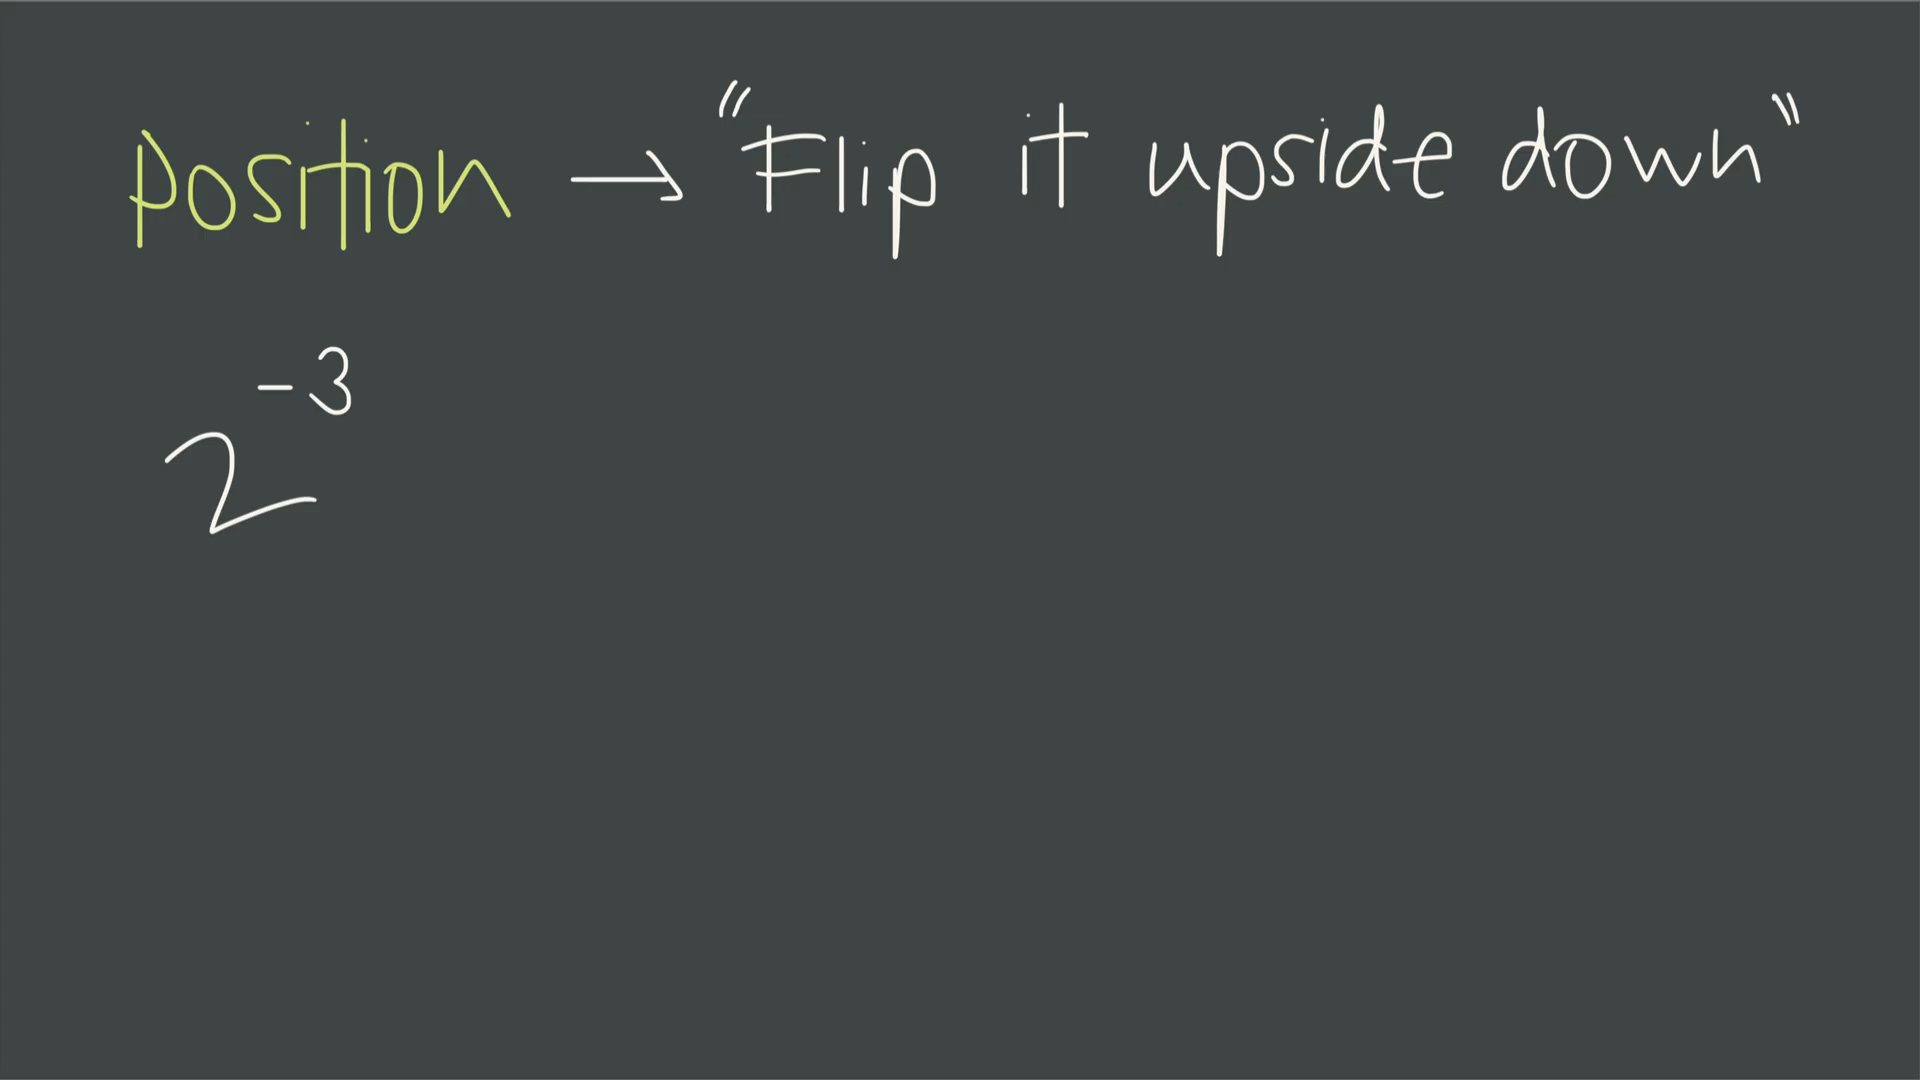 Position → "Flip it upside down"
2⁻³